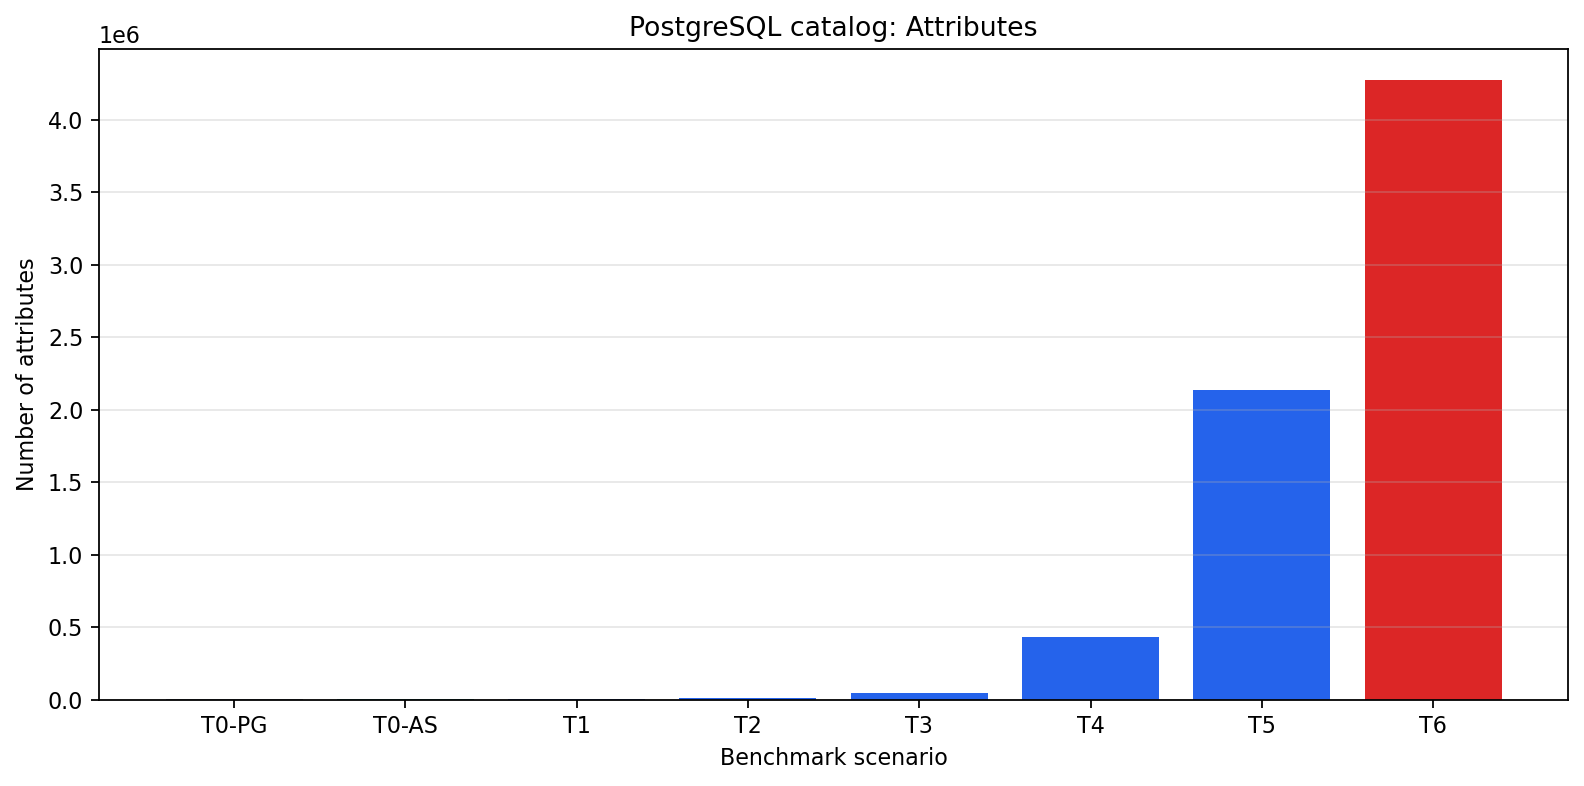 PostgreSQL catalog: Attributes
1e6
4.0
3.5
3.0
2.5
2.0
1.5
1.0
0.5
0.0
Number of attributes
T0-PG T0-AS T1 T2 T3 T4 T5 T6
Benchmark scenario